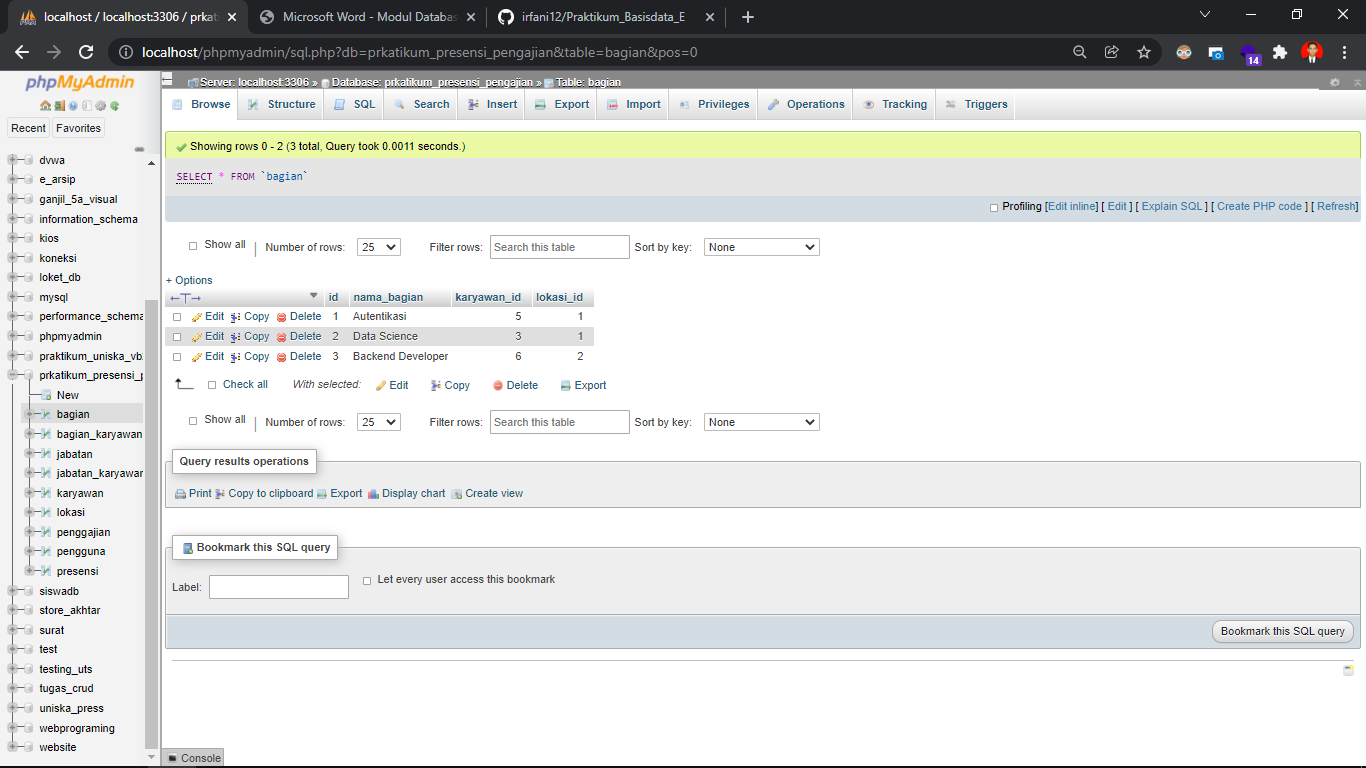 localhost / localhost:3306 / prka
Microsoft Word - Modul Databas
irfani12/Praktikum_Basisdata_E
localhost/phpmyadmin/sql.php?db=prkatikum_presensi_pengajian&table=bagian&pos=0
14
phpMyAdmin
Recent Favorites
dvwa
e_arsip
ganjil_5a_visual
information_schema
kios
koneksi
loket_db
mysql
performance_schema
phpmyadmin
praktikum_uniska_vb
prkatikum_presensi_p
New
bagian
bagian_karyawan
jabatan
jabatan_karyawan
karyawan
lokasi
penggajian
pengguna
presensi
siswadb
store_akhtar
surat
test
testing_uts
tugas_crud
uniska_press
webprograming
website
Server: localhost:3306 » Database: prkatikum_presensi_pengajian » Table: bagian
Browse Structure SQL Search Insert Export Import Privileges Operations Tracking Triggers
Showing rows 0 - 2 (3 total, Query took 0.0011 seconds.)
SELECT * FROM `bagian`
Profiling [Edit inline] [ Edit ] [ Explain SQL ] [ Create PHP code ] [ Refresh]
Show all | Number of rows: 25 Filter rows: Search this table Sort by key: None
+ Options
←T→ id nama_bagian karyawan_id lokasi_id
Edit Copy Delete 1 Autentikasi 5 1
Edit Copy Delete 2 Data Science 3 1
Edit Copy Delete 3 Backend Developer 6 2
Check all With selected: Edit Copy Delete Export
Show all | Number of rows: 25 Filter rows: Search this table Sort by key: None
Query results operations
Print Copy to clipboard Export Display chart Create view
Bookmark this SQL query
Label: Let every user access this bookmark
Bookmark this SQL query
Console